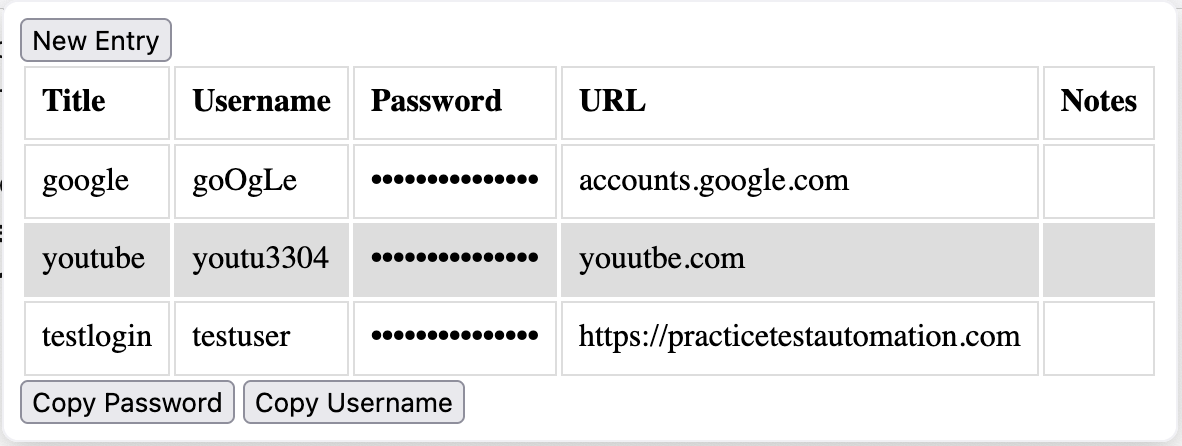 New Entry
Title Username Password URL Notes
google goOgLe ••••••••••••••• accounts.google.com
youtube youtu3304 ••••••••••••••• youutbe.com
testlogin testuser ••••••••••••••• https://practicetestautomation.com
Copy Password Copy Username